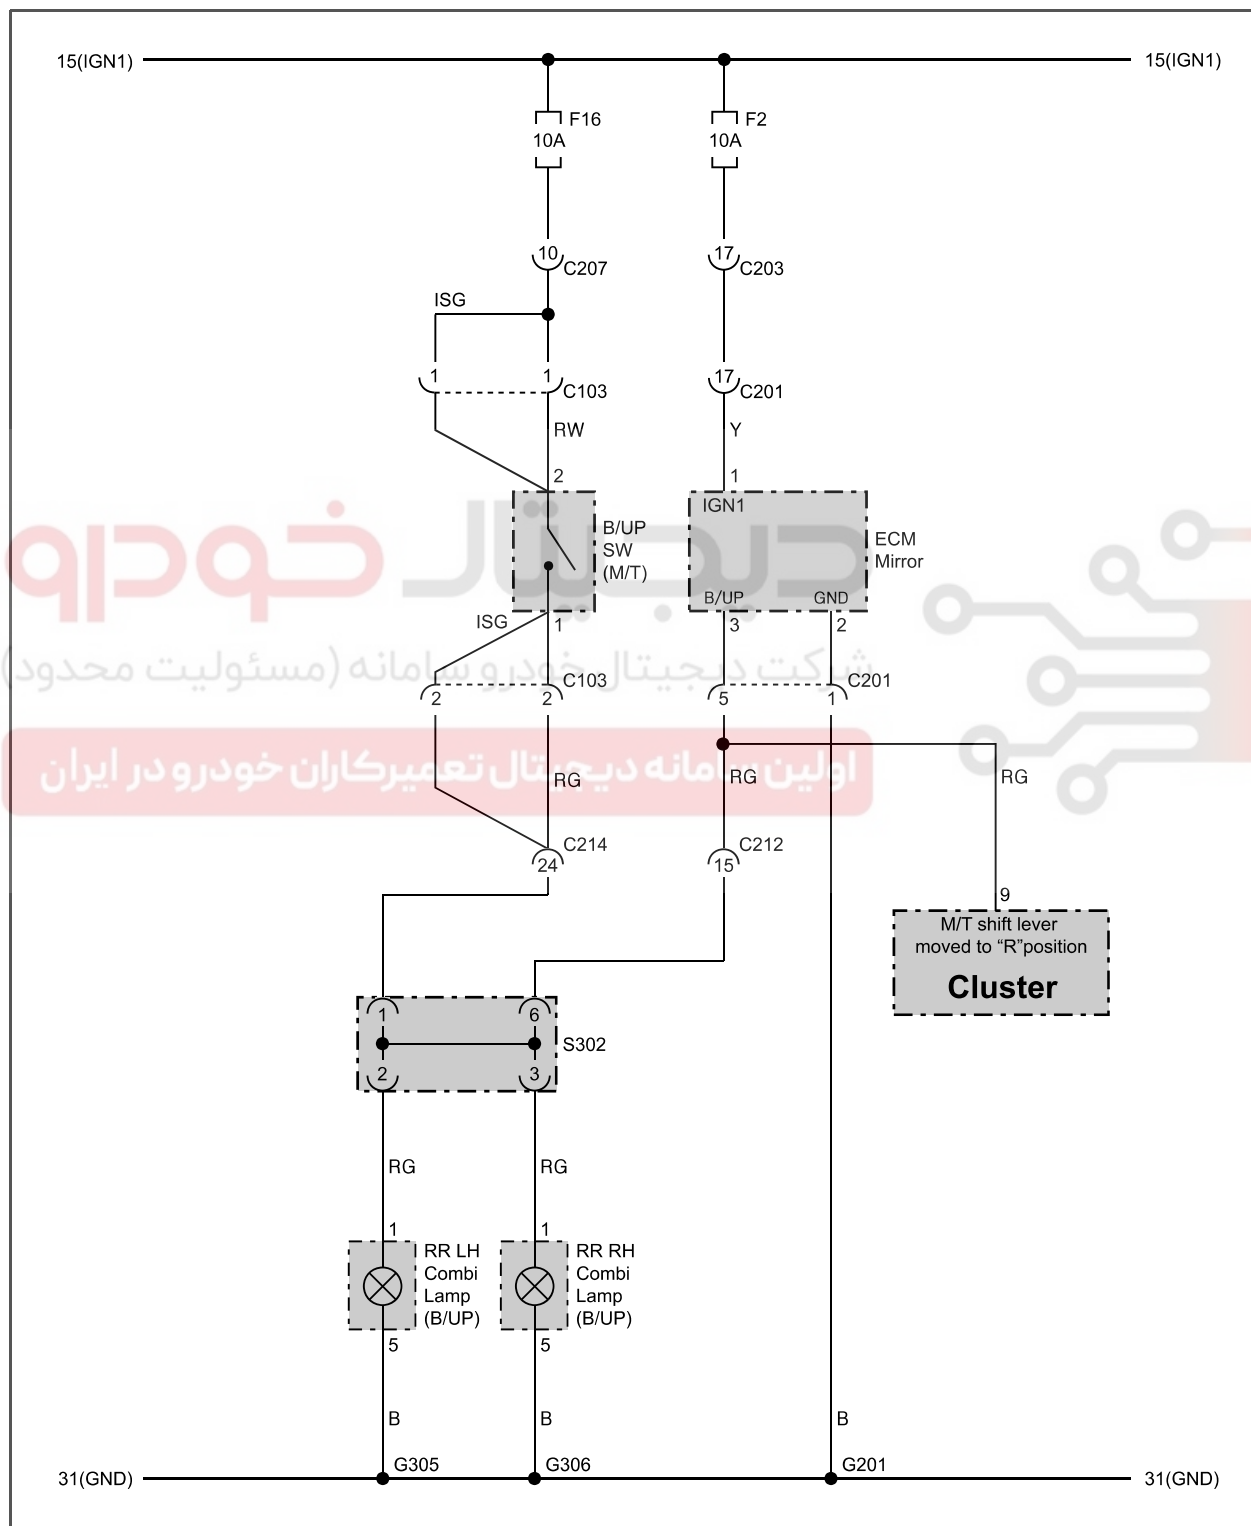 15(IGN1)
15(IGN1)
F16
10A
F2
10A
10
C207
17
C203
ISG
1
1
C103
17
C201
RW
Y
2
1
IGN1
B/UP
SW
(M/T)
ECM
Mirror
B/UP
GND
دیجیتال خودرو
ISG
1
3
2
شرکت دیجیتال خودرو سامانه (مسئولیت محدود)
2
2
C103
5
1
C201
اولین سامانه دیجیتال تعمیرکاران خودرو در ایران
RG
RG
RG
24
C214
15
C212
9
M/T shift lever
moved to “R”position
Cluster
1
6
S302
2
3
RG
RG
1
1
RR LH
Combi
Lamp
(B/UP)
RR RH
Combi
Lamp
(B/UP)
5
5
B
B
B
31(GND)
G305
G306
G201
31(GND)